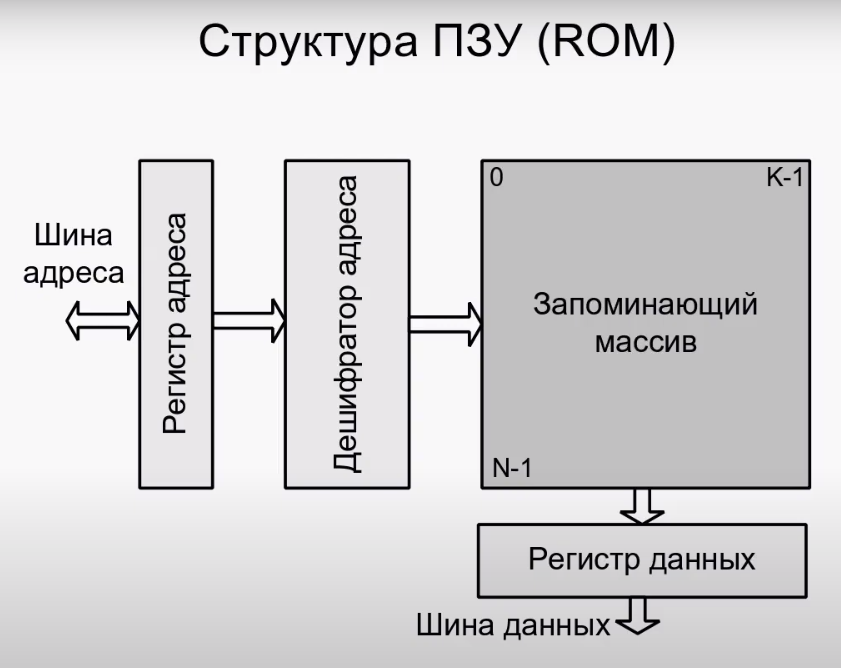 Структура ПЗУ (ROM)
Шина
адреса
Регистр адреса
Дешифратор адреса
0
K-1
Запоминающий
массив
N-1
Регистр данных
Шина данных